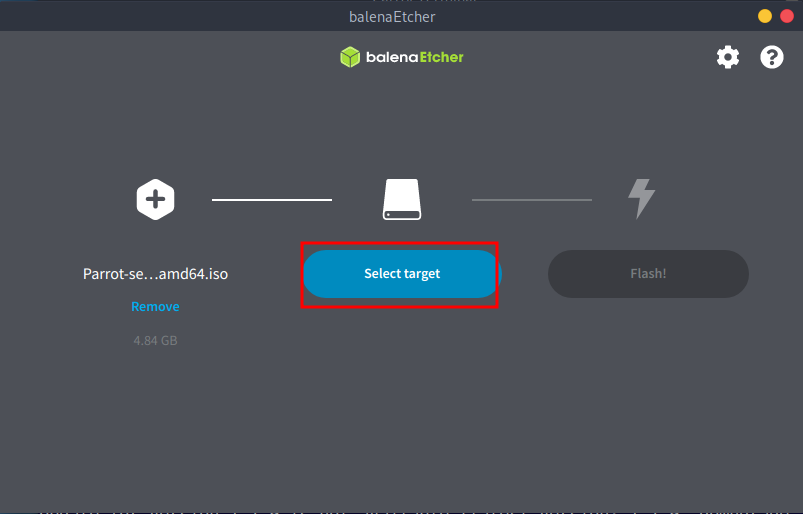 balenaEtcher
balenaEtcher
Parrot-se...amd64.iso
Select target
Flash!
Remove
4.84 GB